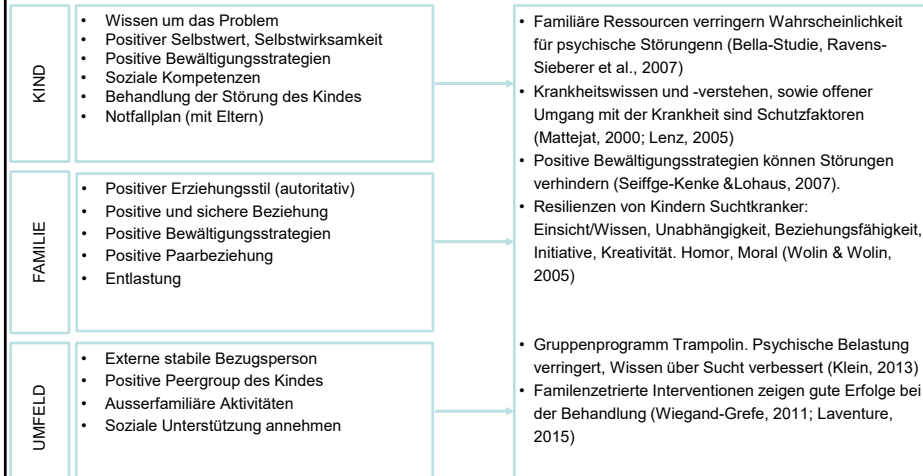 KIND
• Wissen um das Problem
• Positiver Selbstwert, Selbstwirksamkeit
• Positive Bewältigungsstrategien
• Soziale Kompetenzen
• Behandlung der Störung des Kindes
• Notfallplan (mit Eltern)
FAMILIE
• Positiver Erziehungsstil (autoritativ)
• Positive und sichere Beziehung
• Positive Bewältigungsstrategien
• Positive Paarbeziehung
• Entlastung
UMFELD
• Externe stabile Bezugsperson
• Positive Peergroup des Kindes
• Ausserfamiliäre Aktivitäten
• Soziale Unterstützung annehmen
• Familiäre Ressourcen verringern Wahrscheinlichkeit
für psychische Störungenn (Bella-Studie, Ravens-
Sieberer et al., 2007)
• Krankheitswissen und -verstehen, sowie offener
Umgang mit der Krankheit sind Schutzfaktoren
(Mattejat, 2000; Lenz, 2005)
• Positive Bewältigungsstrategien können Störungen
verhindern (Seiffge-Kenke &Lohaus, 2007).
• Resilienzen von Kindern Suchtkranker:
Einsicht/Wissen, Unabhängigkeit, Beziehungsfähigkeit,
Initiative, Kreativität. Homor, Moral (Wolin & Wolin,
2005)
• Gruppenprogramm Trampolin. Psychische Belastung
verringert, Wissen über Sucht verbessert (Klein, 2013)
• Familenzetrierte Interventionen zeigen gute Erfolge bei
der Behandlung (Wiegand-Grefe, 2011; Laventure,
2015)